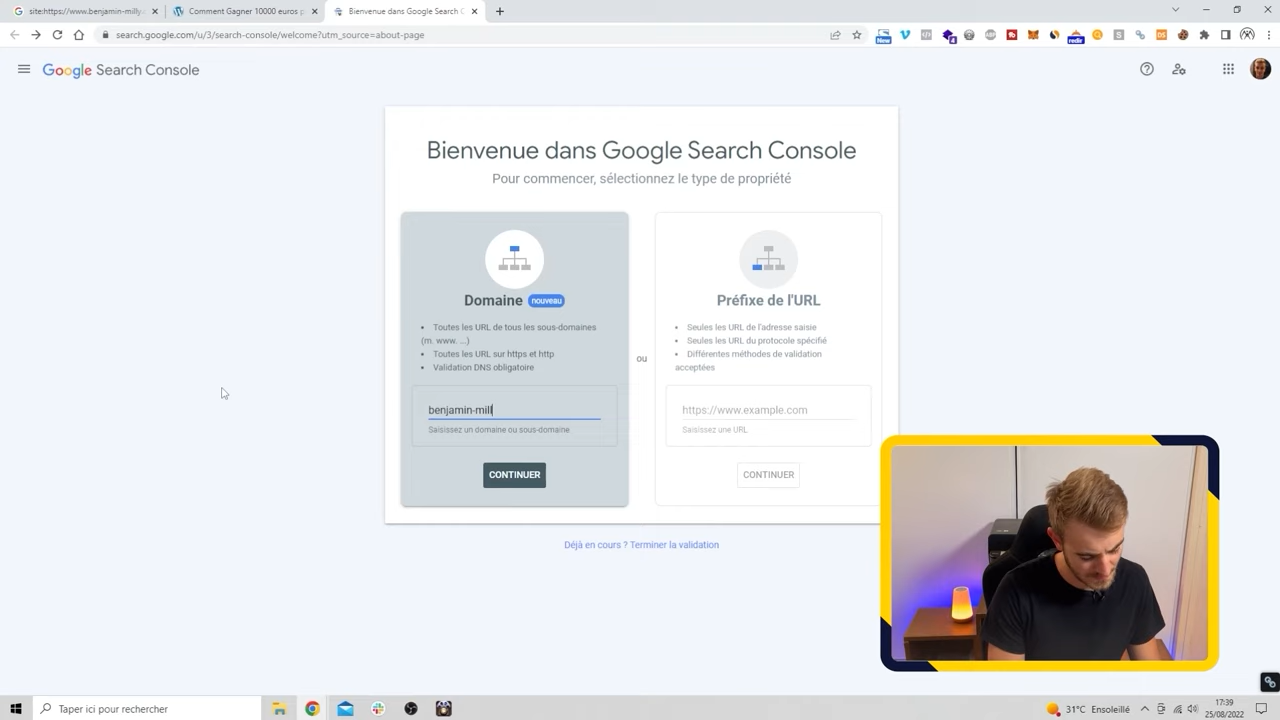 site:https://www.benjamin-milly.
Comment Gagner 10000 euros p
Bienvenue dans Google Search C
search.google.com/u/3/search-console/welcome?utm_source=about-page
New
ABP
redir
DS
Google Search Console
Bienvenue dans Google Search Console
Pour commencer, sélectionnez le type de propriété
Domaine nouveau
• Toutes les URL de tous les sous-domaines
(m. www. ...)
• Toutes les URL sur https et http
• Validation DNS obligatoire
benjamin-mill
Saisissez un domaine ou sous-domaine
CONTINUER
ou
Préfixe de l'URL
• Seules les URL de l'adresse saisie
• Seules les URL du protocole spécifié
• Différentes méthodes de validation
acceptées
https://www.example.com
Saisissez une URL
CONTINUER
Déjà en cours ? Terminer la validation
Taper ici pour rechercher
31°C Ensoleillé
17:39
25/08/2022